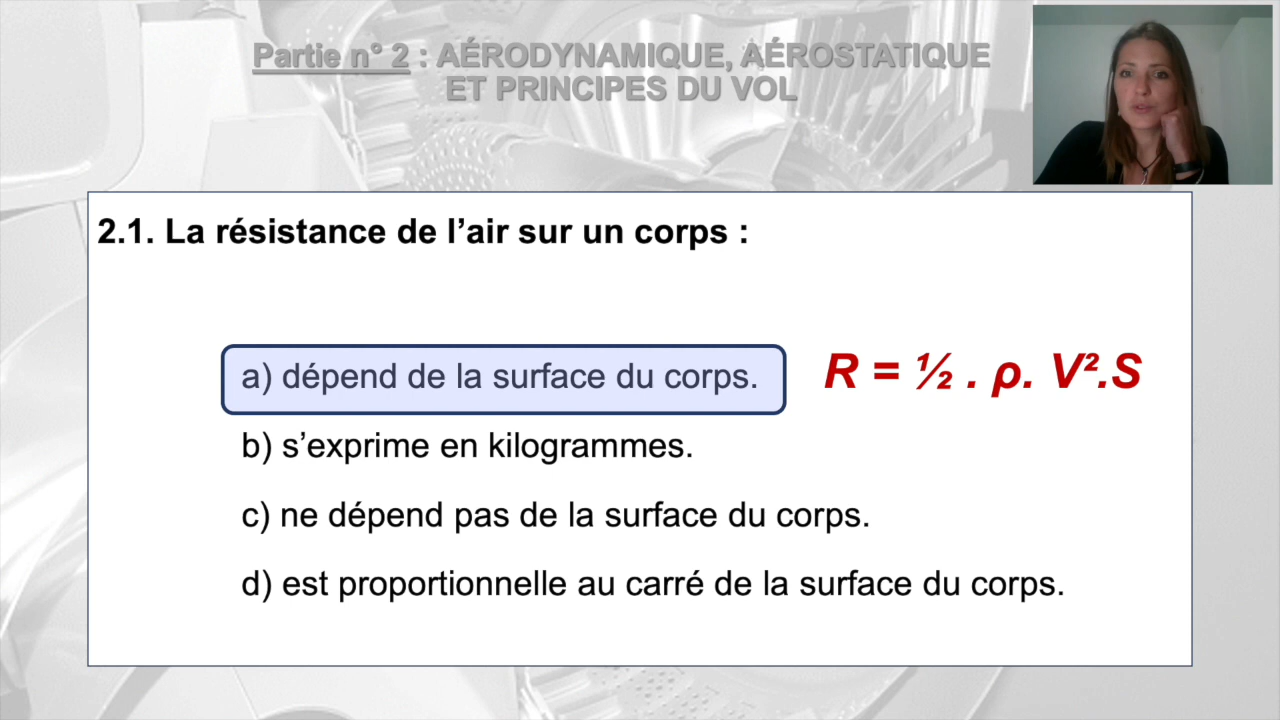 Partie n° 2 : AÉRODYNAMIQUE, AÉROSTATIQUE
ET PRINCIPES DU VOL
2.1. La résistance de l’air sur un corps :
a) dépend de la surface du corps.
R = ½ . ρ. V².S
b) s’exprime en kilogrammes.
c) ne dépend pas de la surface du corps.
d) est proportionnelle au carré de la surface du corps.